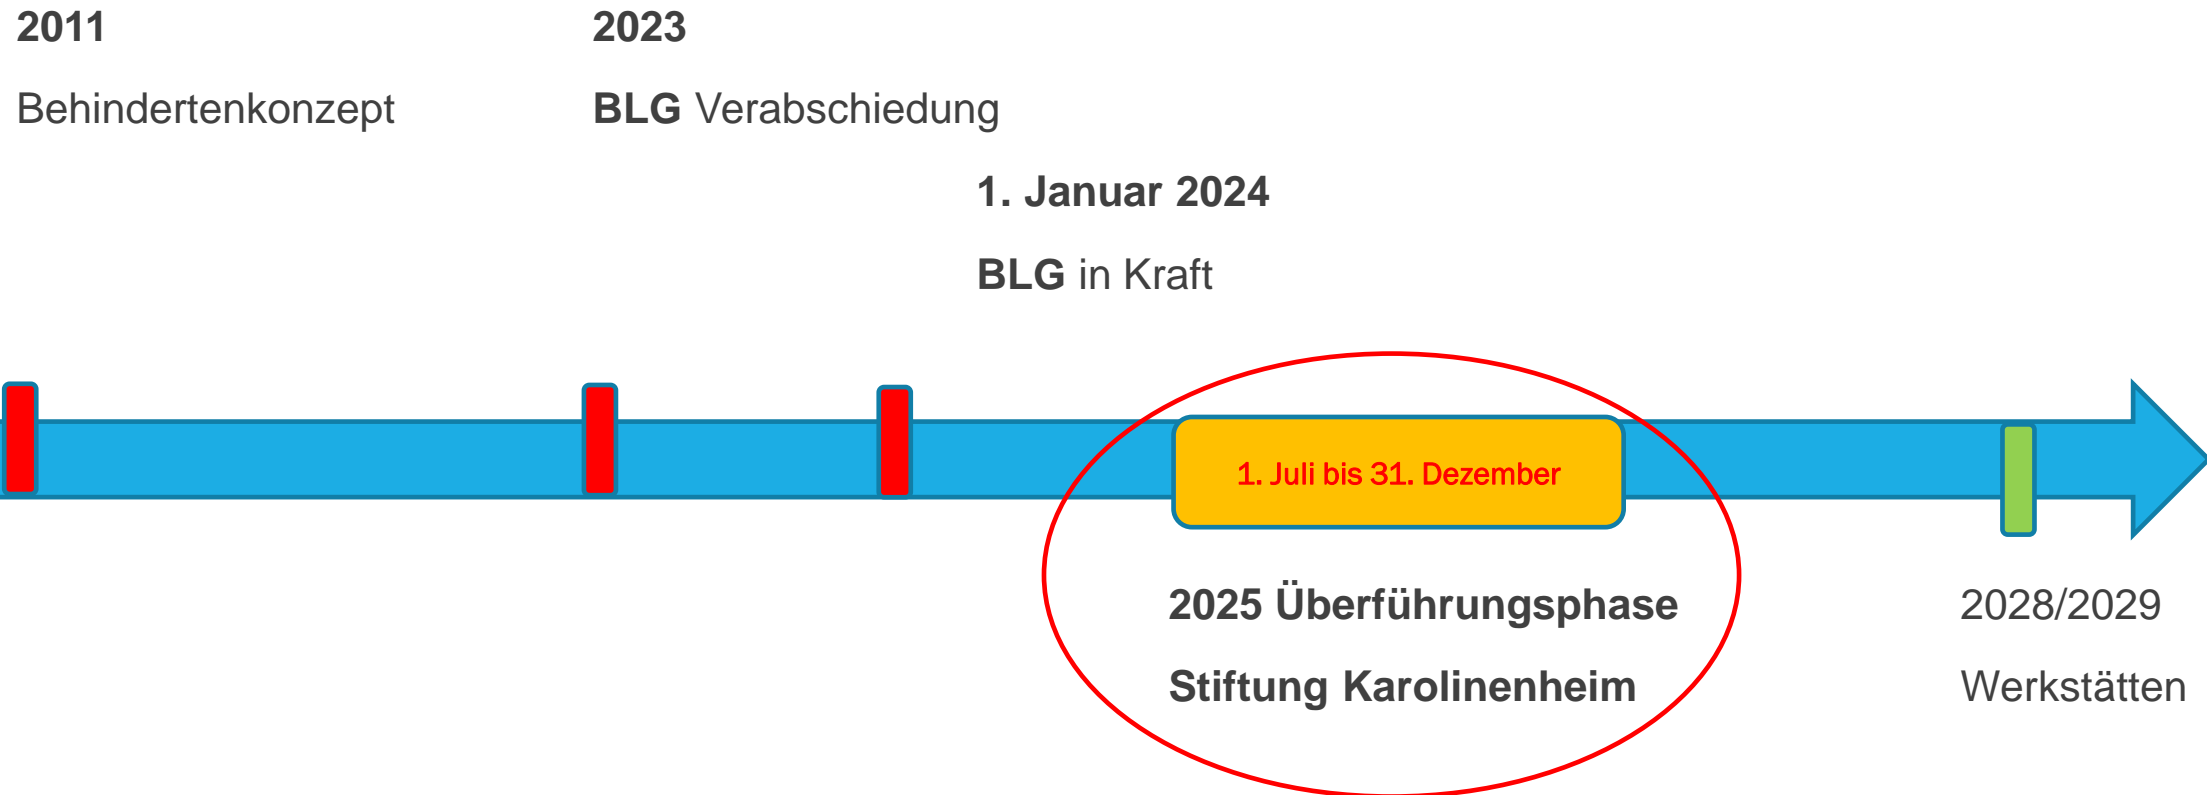 2011
Behindertenkonzept
2023
BLG Verabschiedung
1. Januar 2024
BLG in Kraft
1. Juli bis 31. Dezember
2025 Überführungsphase
Stiftung Karolinenheim
2028/2029
Werkstätten